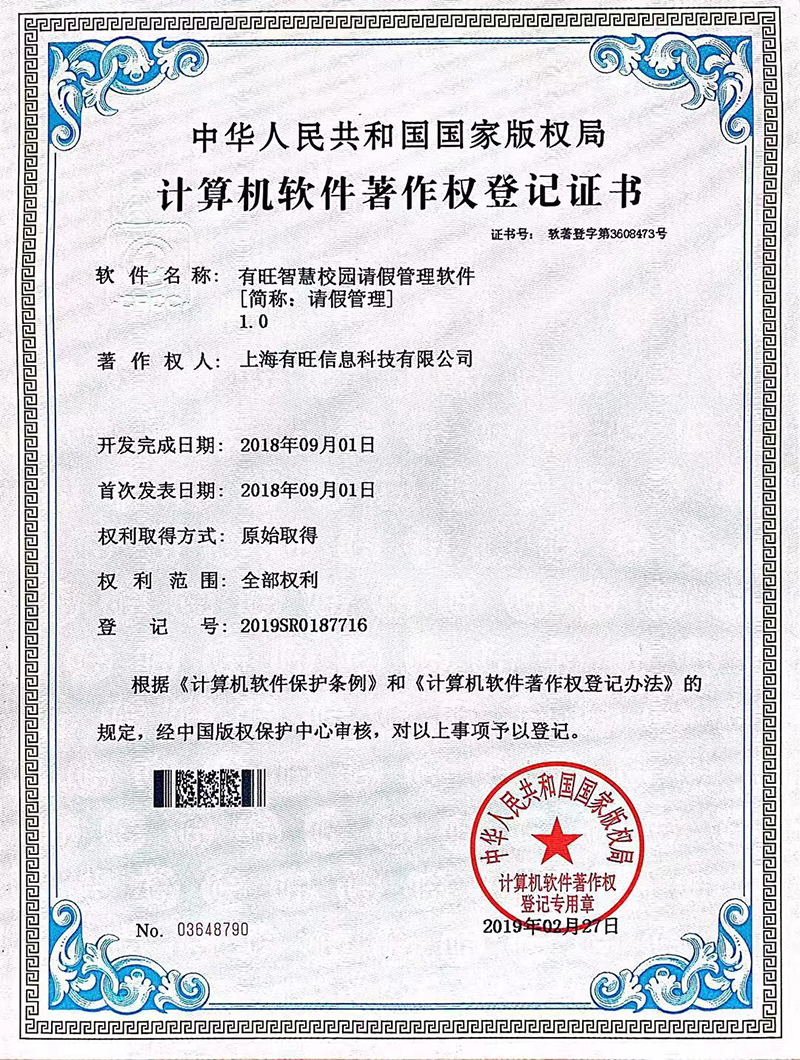 中华人民共和国国家版权局
计算机软件著作权登记证书
证书号： 软著登字第3608473号
软件名称： 有旺智慧校园请假管理软件
[简称：请假管理]
1.0
著作权人： 上海有旺信息科技有限公司
开发完成日期： 2018年09月01日
首次发表日期： 2018年09月01日
权利取得方式： 原始取得
权利范围： 全部权利
登记号： 2019SR0187716
根据《计算机软件保护条例》和《计算机软件著作权登记办法》的
规定，经中国版权保护中心审核，对以上事项予以登记。
中华人民共和国国家版权局
计算机软件著作权
登记专用章
No. 03648790
2019年02月27日